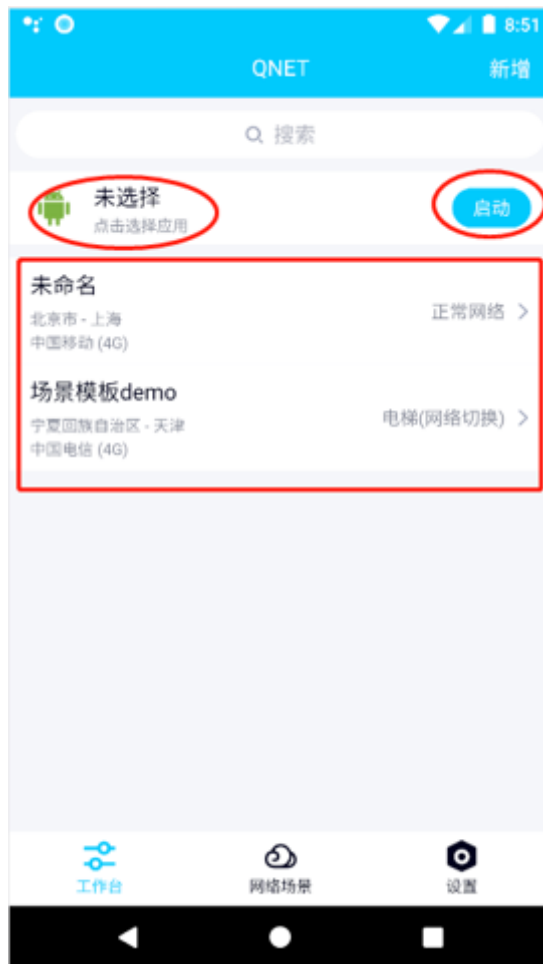 8:51
QNET
新增
搜索
未选择
点击选择应用
启动
未命名
北京市 - 上海
中国移动 (4G)
正常网络
场景模板demo
宁夏回族自治区 - 天津
中国电信 (4G)
电梯(网络切换)
工作台
网络场景
设置